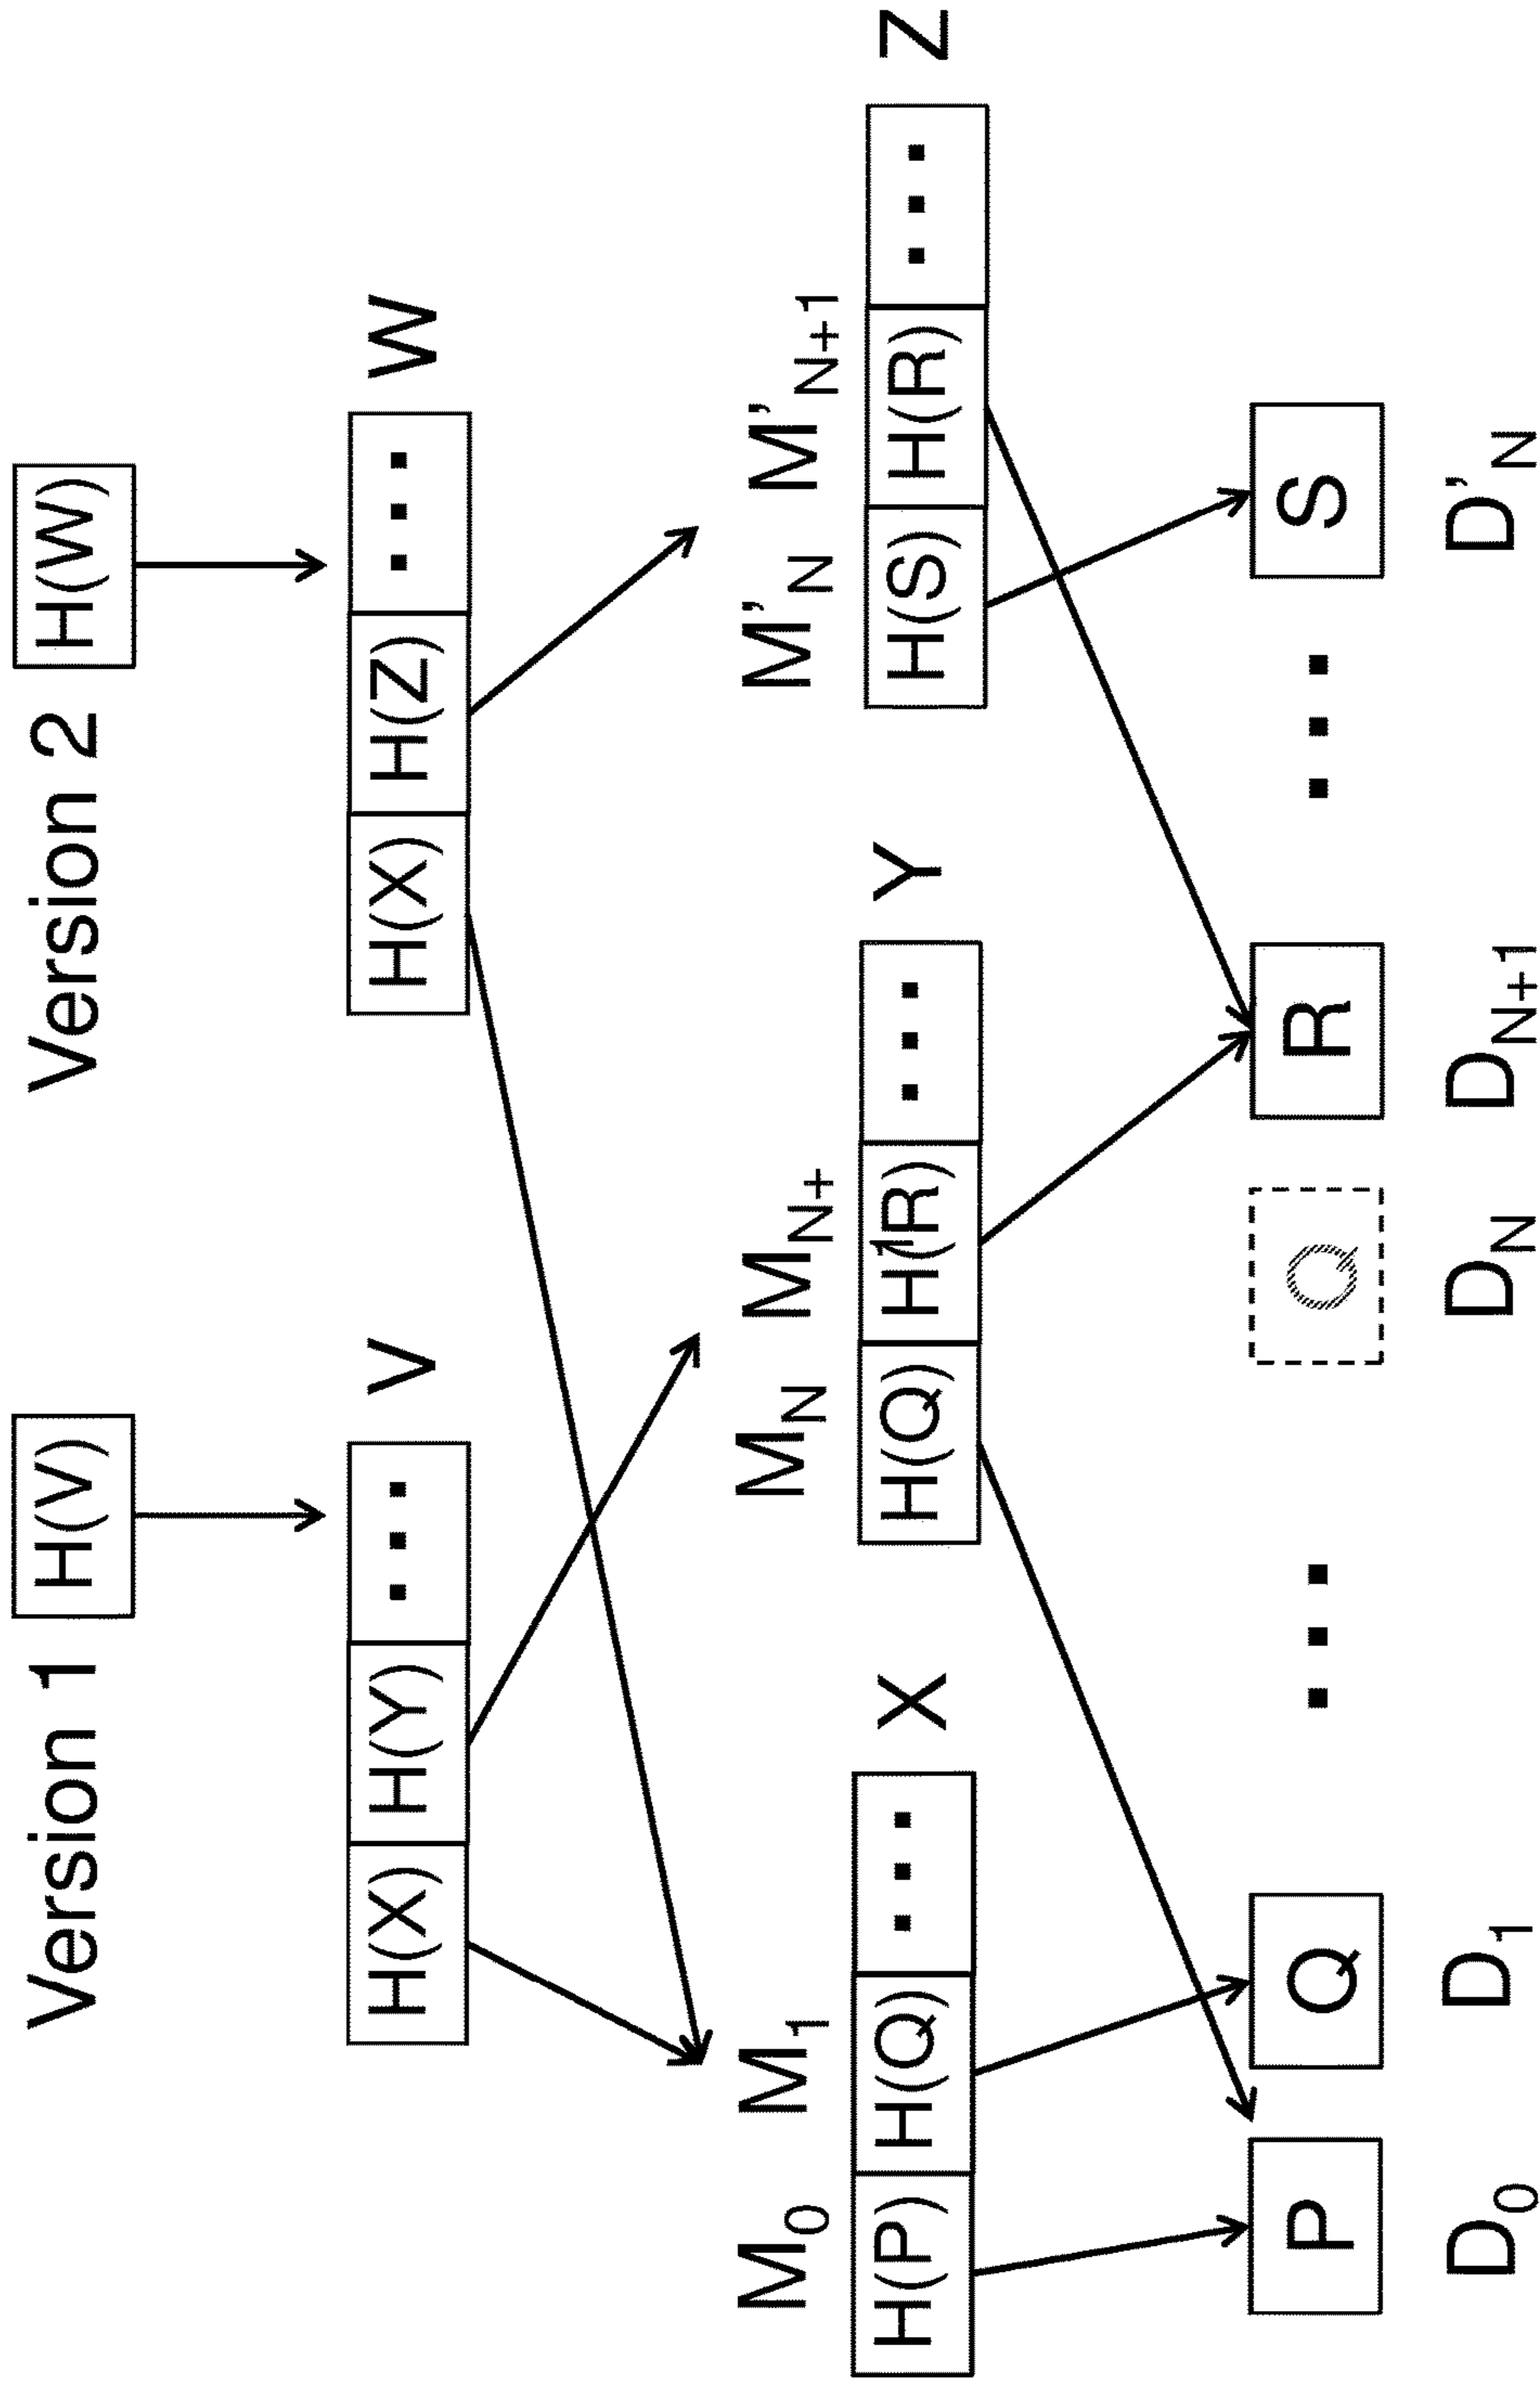 Version 1 H(V) Version 2 H(W)
H(X) H(Y) ... V H(X) H(Z) ... W
M0 M1 MN MN+1 M'N M'N+1
H(P) H(Q) ... X H(Q) H(R) ... Y H(S) H(R) ... Z
P Q ... Q R ... S
D0 D1 DN DN+1 D'N